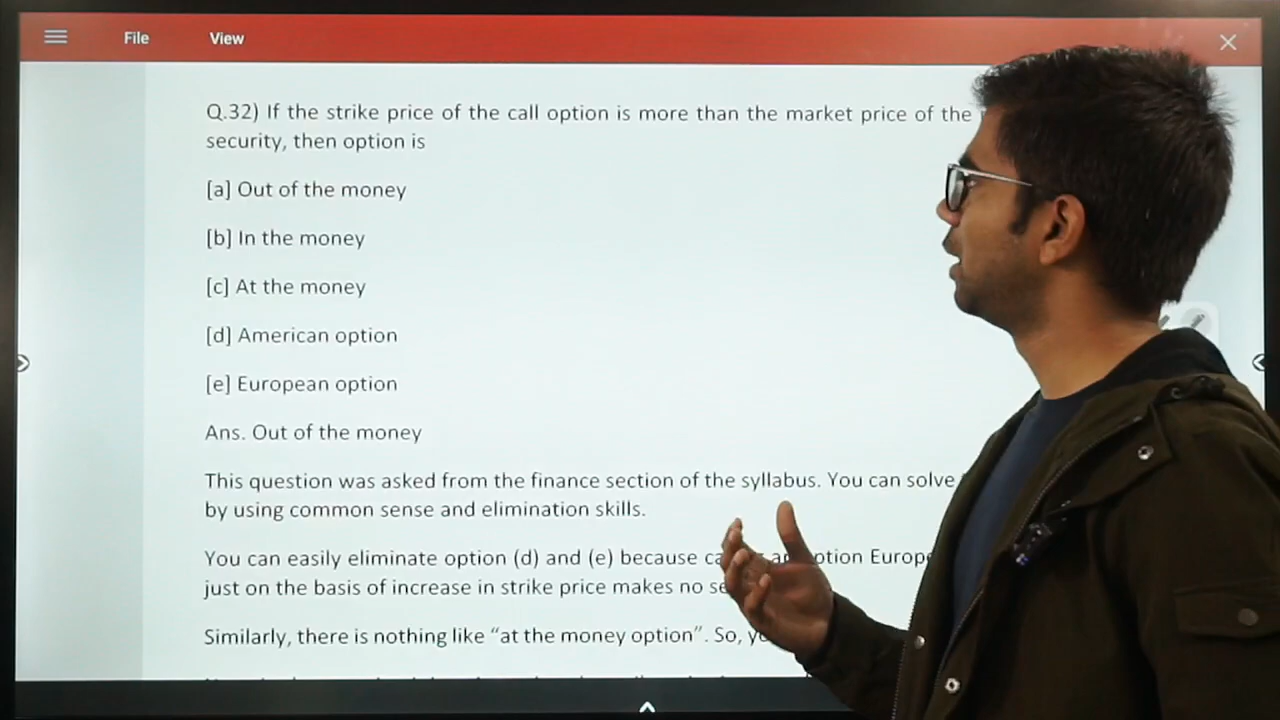 File View
Q.32) If the strike price of the call option is more than the market price of the
security, then option is
[a] Out of the money
[b] In the money
[c] At the money
[d] American option
[e] European option
Ans. Out of the money
This question was asked from the finance section of the syllabus. You can solve
by using common sense and elimination skills.
You can easily eliminate option (d) and (e) because
just on the basis of increase in strike price makes no
Similarly, there is nothing like “at the money option”. So,